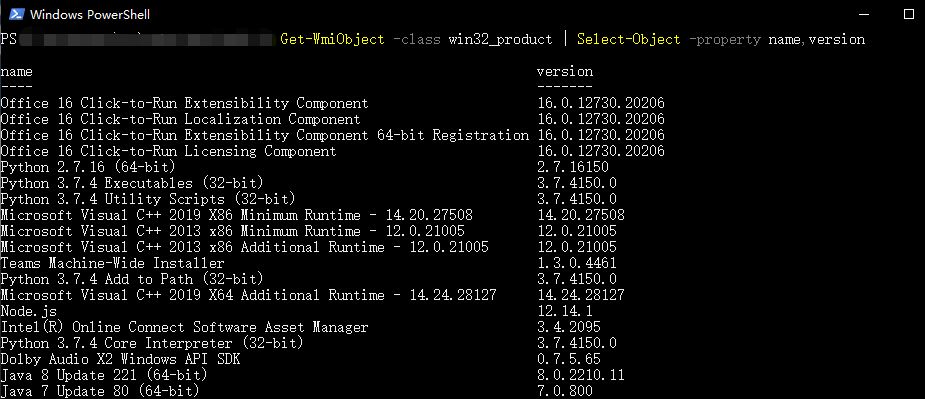 Windows PowerShell
PS Get-WmiObject -class win32_product | Select-Object -property name,version
name version
---- -------
Office 16 Click-to-Run Extensibility Component 16.0.12730.20206
Office 16 Click-to-Run Localization Component 16.0.12730.20206
Office 16 Click-to-Run Extensibility Component 64-bit Registration 16.0.12730.20206
Office 16 Click-to-Run Licensing Component 16.0.12730.20206
Python 2.7.16 (64-bit) 2.7.16150
Python 3.7.4 Executables (32-bit) 3.7.4150.0
Python 3.7.4 Utility Scripts (32-bit) 3.7.4150.0
Microsoft Visual C++ 2019 X86 Minimum Runtime - 14.20.27508 14.20.27508
Microsoft Visual C++ 2013 x86 Minimum Runtime - 12.0.21005 12.0.21005
Microsoft Visual C++ 2013 x86 Additional Runtime - 12.0.21005 12.0.21005
Teams Machine-Wide Installer 1.3.0.4461
Python 3.7.4 Add to Path (32-bit) 3.7.4150.0
Microsoft Visual C++ 2019 X64 Additional Runtime - 14.24.28127 14.24.28127
Node.js 12.14.1
Intel(R) Online Connect Software Asset Manager 3.4.2095
Python 3.7.4 Core Interpreter (32-bit) 3.7.4150.0
Dolby Audio X2 Windows API SDK 0.7.5.65
Java 8 Update 221 (64-bit) 8.0.2210.11
Java 7 Update 80 (64-bit) 7.0.800